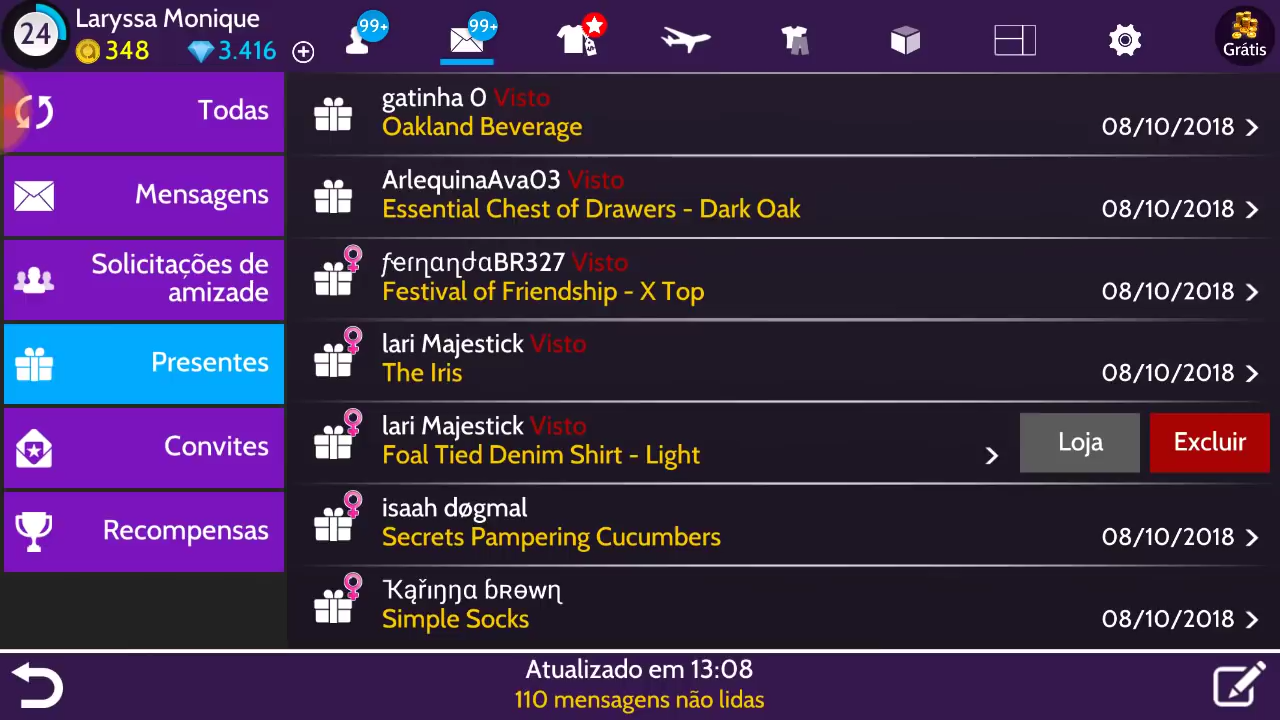 24
Laryssa Monique
348
3.416
99+
99+
Grátis
Todas
Mensagens
Solicitações de
amizade
Presentes
Convites
Recompensas
gatinha 0 Visto
Oakland Beverage
08/10/2018
ArlequinaAva03 Visto
Essential Chest of Drawers - Dark Oak
08/10/2018
ƒҽɾɳɑɳԺɑBR327 Visto
Festival of Friendship - X Top
08/10/2018
lari Majestick Visto
The Iris
08/10/2018
lari Majestick Visto
Foal Tied Denim Shirt - Light
Loja
Excluir
isaah døgmal
Secrets Pampering Cucumbers
08/10/2018
Ҡąřıŋŋɑ ɓʀɵwɳ
Simple Socks
08/10/2018
Atualizado em 13:08
110 mensagens não lidas